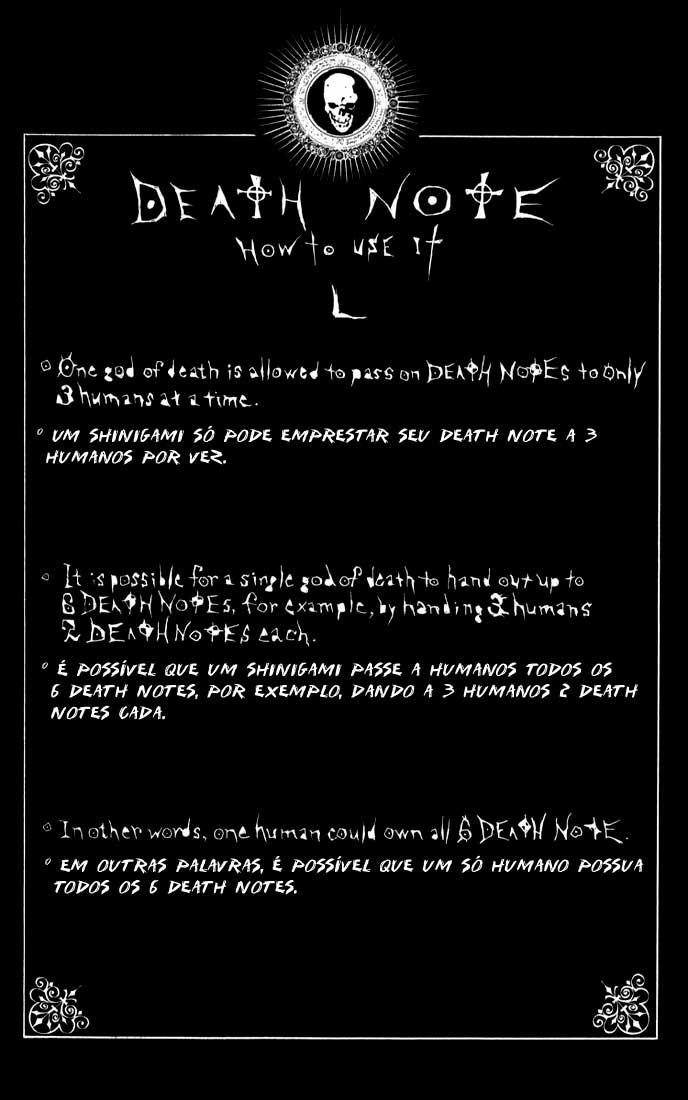 DEATH NOTE
How to use it
L
One god of death is allowed to pass on DEATH NOTES to only
3 humans at a time.
UM SHINIGAMI SÓ PODE EMPRESTAR SEU DEATH NOTE A 3
HUMANOS POR VEZ.
It is possible for a single god of death to hand out up to
6 DEATH NOTES, for example, by handing 3 humans
2 DEATH NOTES each.
É POSSÍVEL QUE UM SHINIGAMI PASSE A HUMANOS TODOS OS
6 DEATH NOTES, POR EXEMPLO, DANDO A 3 HUMANOS 2 DEATH
NOTES CADA.
In other words, one human could own all 6 DEATH NOTE.
EM OUTRAS PALAVRAS, É POSSÍVEL QUE UM SÓ HUMANO POSSUA
TODOS OS 6 DEATH NOTES.